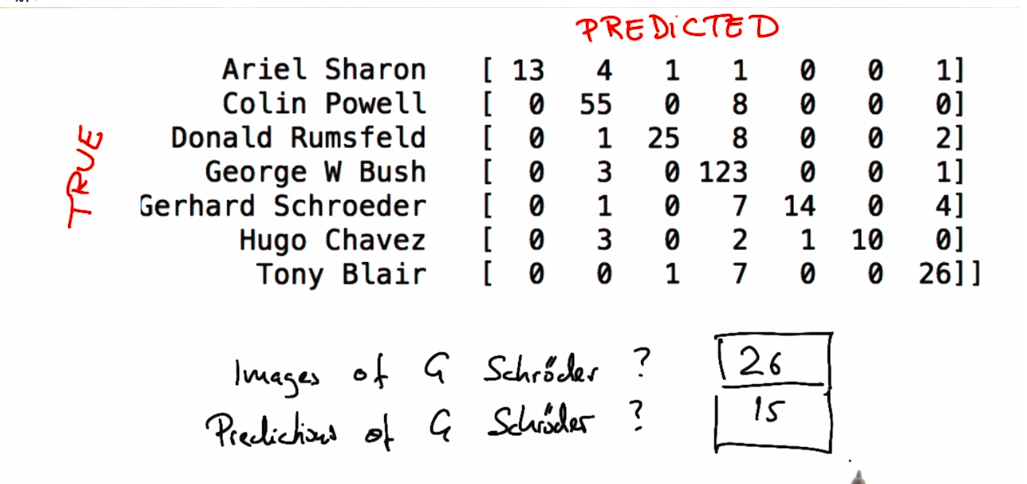 PREDiCTED
TRUE
Ariel Sharon [ 13 4 1 1 0 0 1]
Colin Powell [ 0 55 0 8 0 0 0]
Donald Rumsfeld [ 0 1 25 8 0 0 2]
George W Bush [ 0 3 0 123 0 0 1]
Gerhard Schroeder [ 0 1 0 7 14 0 4]
Hugo Chavez [ 0 3 0 2 1 10 0]
Tony Blair [ 0 0 1 7 0 0 26]]
Images of G Schröder ? 26
Predictions of G Schröder ? 15